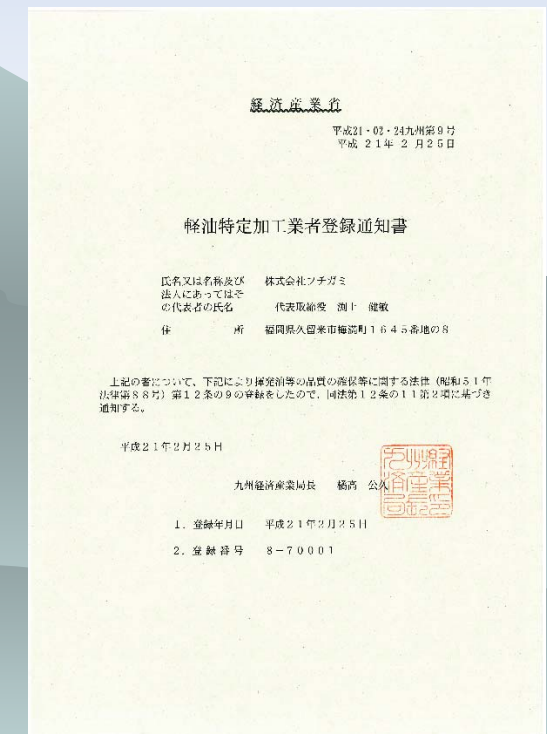 経済産業省
平成21・02・24九州第9号
平成 21年 2月25日
軽油特定加工業者登録通知書
氏名又は名称及び 株式会社フチガミ
法人にあってはそ
の代表者の氏名 代表取締役 渕上 健敏
住 所 福岡県久留米市梅満町1645番地の8
上記の者について、下記により揮発油等の品質の確保等に関する法律（昭和51年
法律第88号）第12条の9の登録をしたので、同法第12条の11第2項に基づき
通知する。
平成21年2月25日
九州経済産業局長 橘高 公久
1．登録年月日 平成21年2月25日
2．登録番号 8－70001